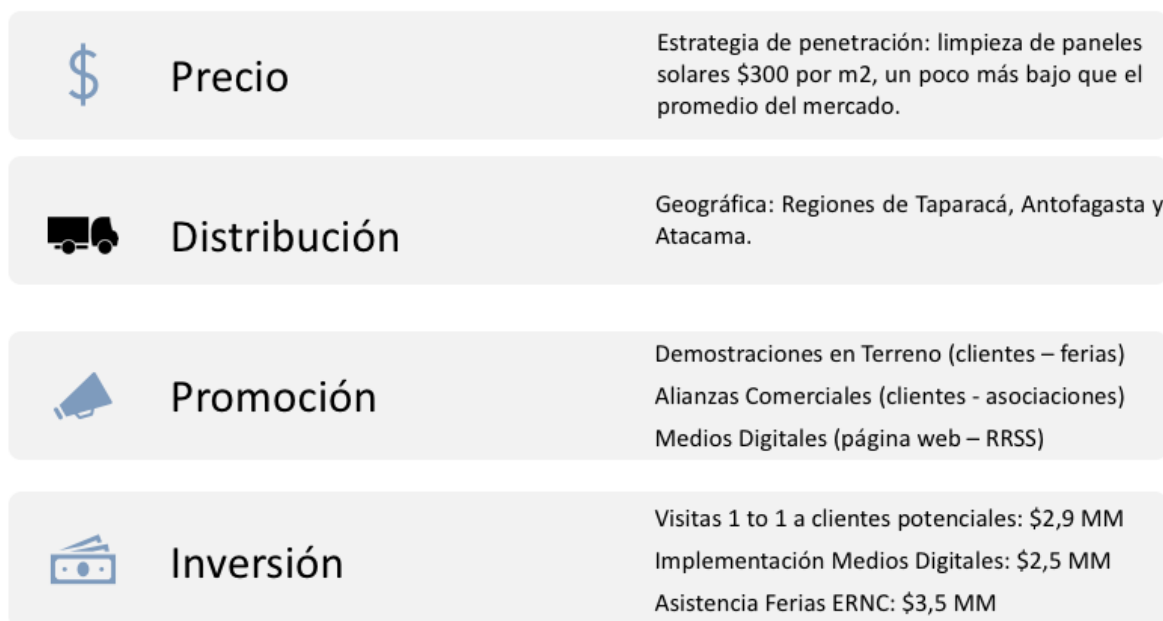 Precio
Estrategia de penetración: limpieza de paneles
solares $300 por m2, un poco más bajo que el
promedio del mercado.
Distribución
Geográfica: Regiones de Taparacá, Antofagasta y
Atacama.
Promoción
Demostraciones en Terreno (clientes – ferias)
Alianzas Comerciales (clientes - asociaciones)
Medios Digitales (página web – RRSS)
Inversión
Visitas 1 to 1 a clientes potenciales: $2,9 MM
Implementación Medios Digitales: $2,5 MM
Asistencia Ferias ERNC: $3,5 MM